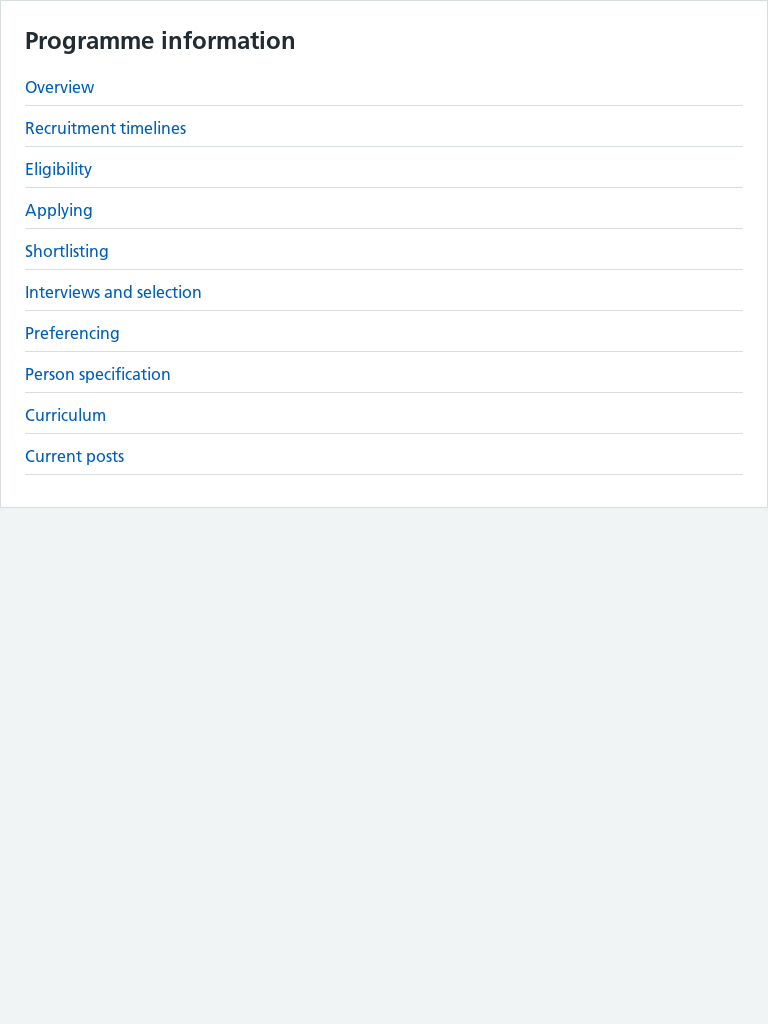 Programme information
Overview
Recruitment timelines
Eligibility
Applying
Shortlisting
Interviews and selection
Preferencing
Person specification
Curriculum
Current posts